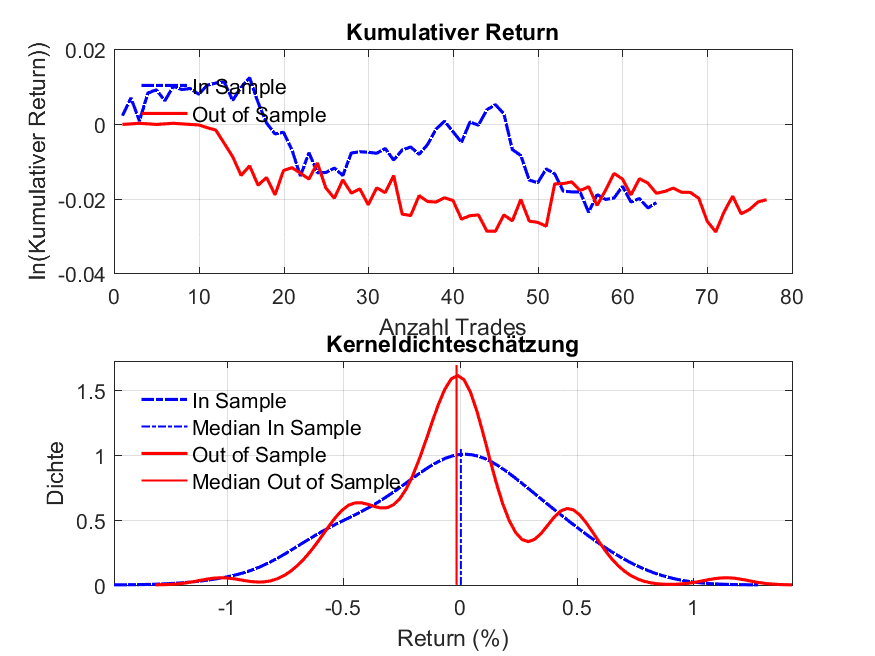 Kumulativer Return
ln(Kumulativer Return))
0.02
0
-0.02
-0.04
In Sample
Out of Sample
0 10 20 30 40 50 60 70 80
Anzahl Trades
Kerneldichteschätzung
Dichte
1.5
1
0.5
0
In Sample
Median In Sample
Out of Sample
Median Out of Sample
-1 -0.5 0 0.5 1
Return (%)